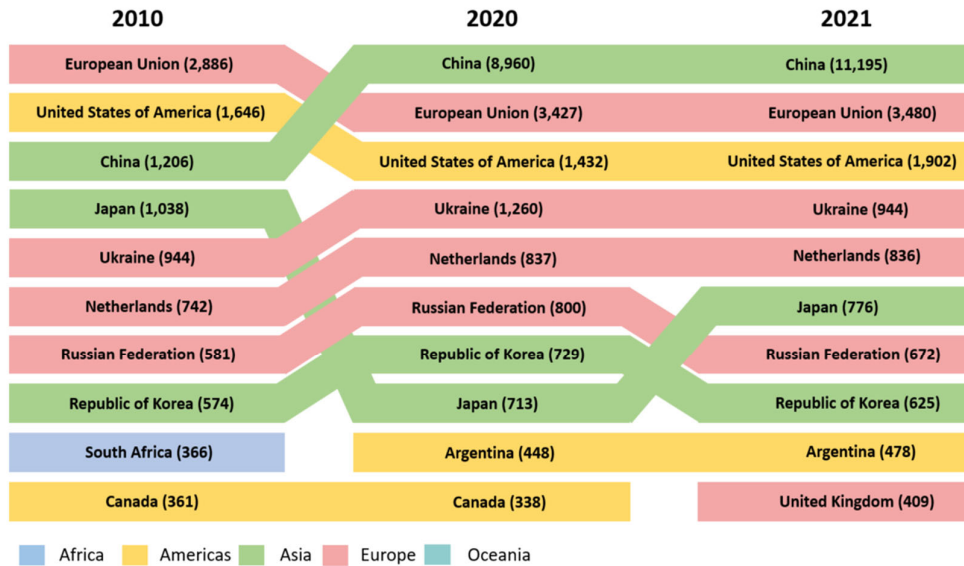 2010 2020 2021
European Union (2,886) China (8,960) China (11,195)
United States of America (1,646) European Union (3,427) European Union (3,480)
China (1,206) United States of America (1,432) United States of America (1,902)
Japan (1,038) Ukraine (1,260) Ukraine (944)
Ukraine (944) Netherlands (837) Netherlands (836)
Netherlands (742) Russian Federation (800) Japan (776)
Russian Federation (581) Republic of Korea (729) Russian Federation (672)
Republic of Korea (574) Japan (713) Republic of Korea (625)
South Africa (366) Argentina (448) Argentina (478)
Canada (361) Canada (338) United Kingdom (409)
Africa Americas Asia Europe Oceania